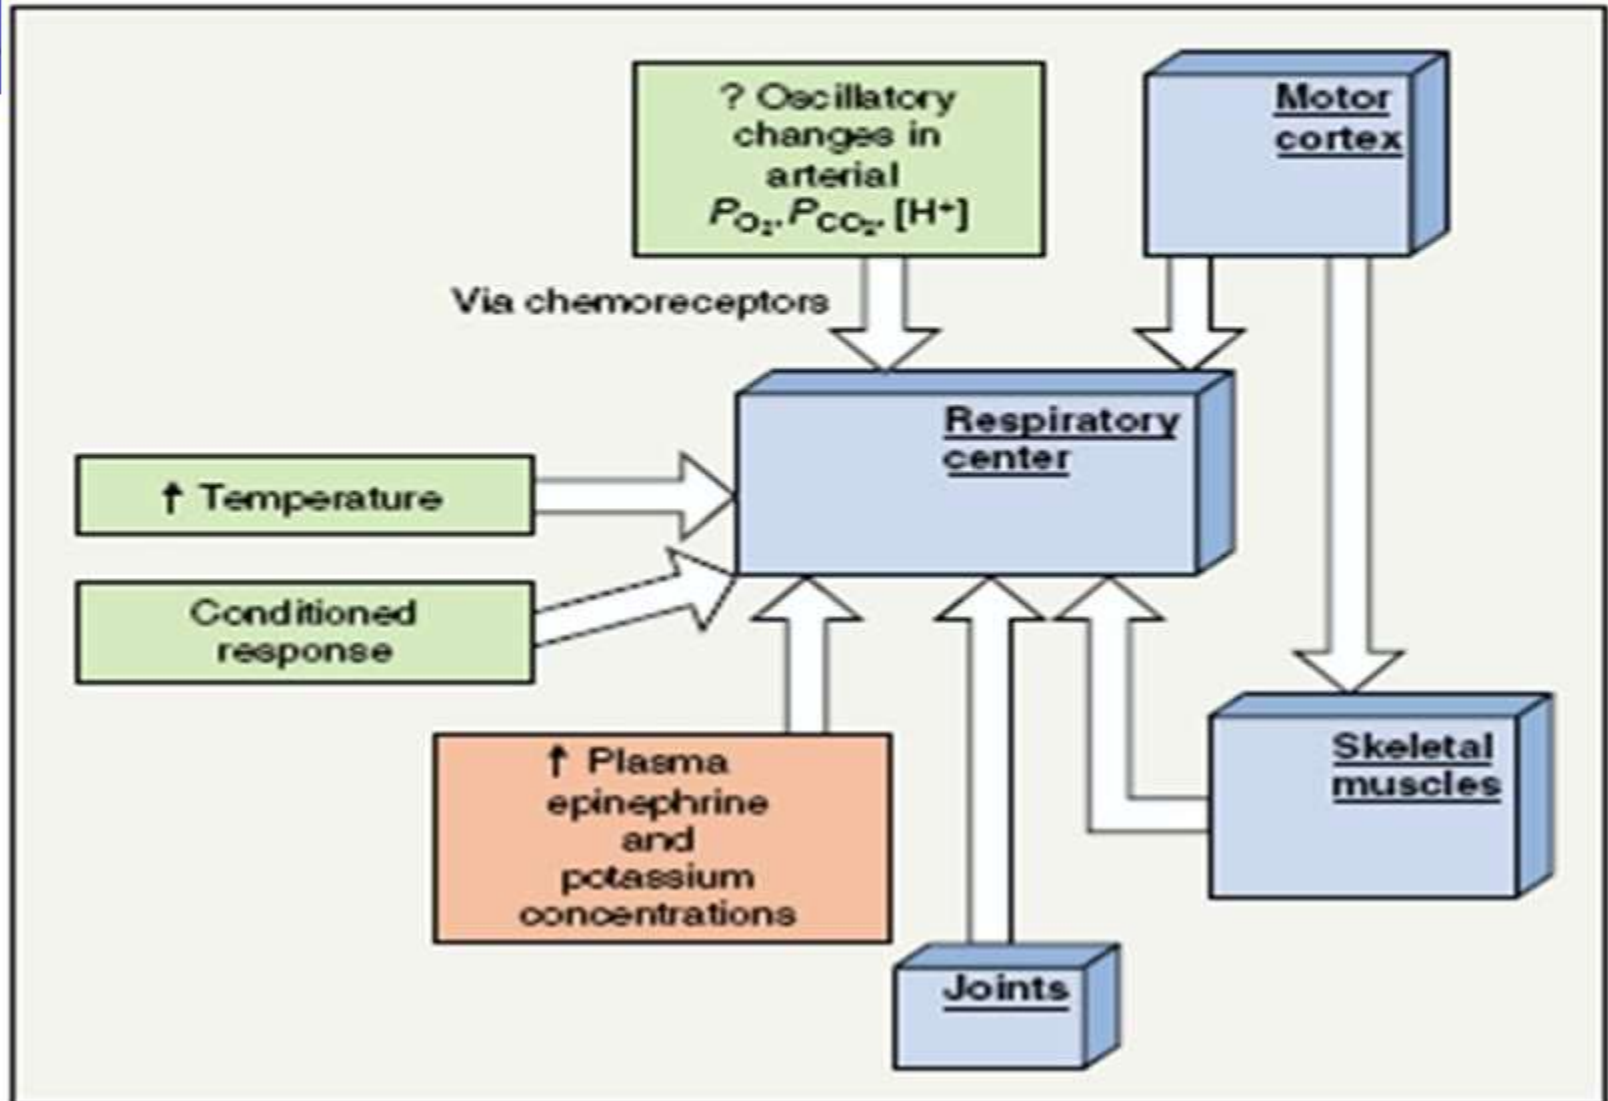 ? Oscillatory
changes in
arterial
PO₂, PCO₂, [H⁺]
Motor
cortex
Via chemoreceptors
Respiratory
center
↑ Temperature
Conditioned
response
↑ Plasma
epinephrine
and
potassium
concentrations
Skeletal
muscles
Joints